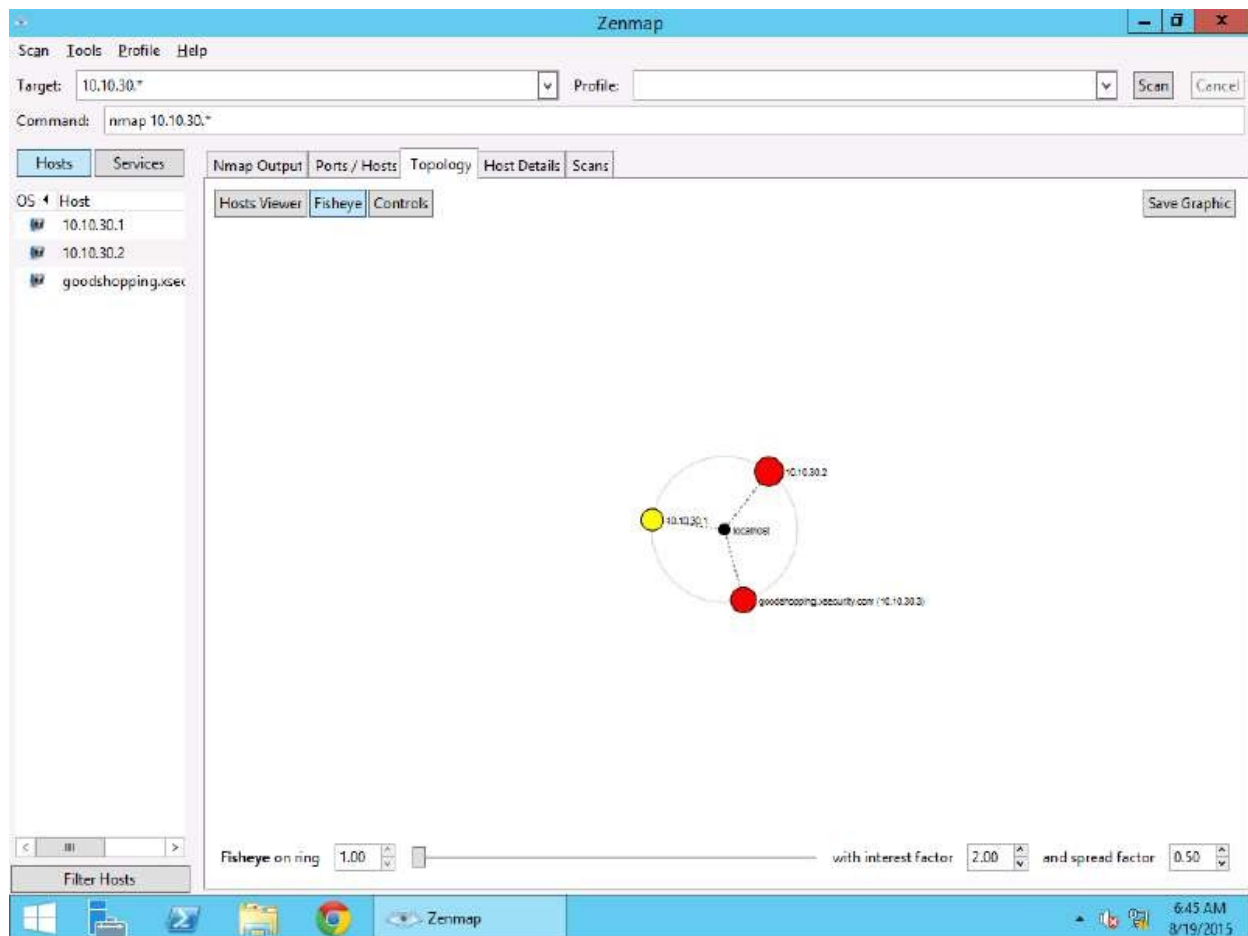 Zenmap
Scan Tools Profile Help
Target: 10.10.30.* Profile: Scan Cancel
Command: nmap 10.10.30.*
Hosts Services
Nmap Output Ports / Hosts Topology Host Details Scans
OS Host
10.10.30.1
10.10.30.2
goodshopping.xsec
Hosts Viewer Fisheye Controls Save Graphic
10.10.30.2
10.10.30.1
localhost
goodshopping.xsecurity.com (10.10.30.3)
Fisheye on ring 1.00 with interest factor 2.00 and spread factor 0.50
Filter Hosts
Zenmap
6:45 AM
8/19/2015